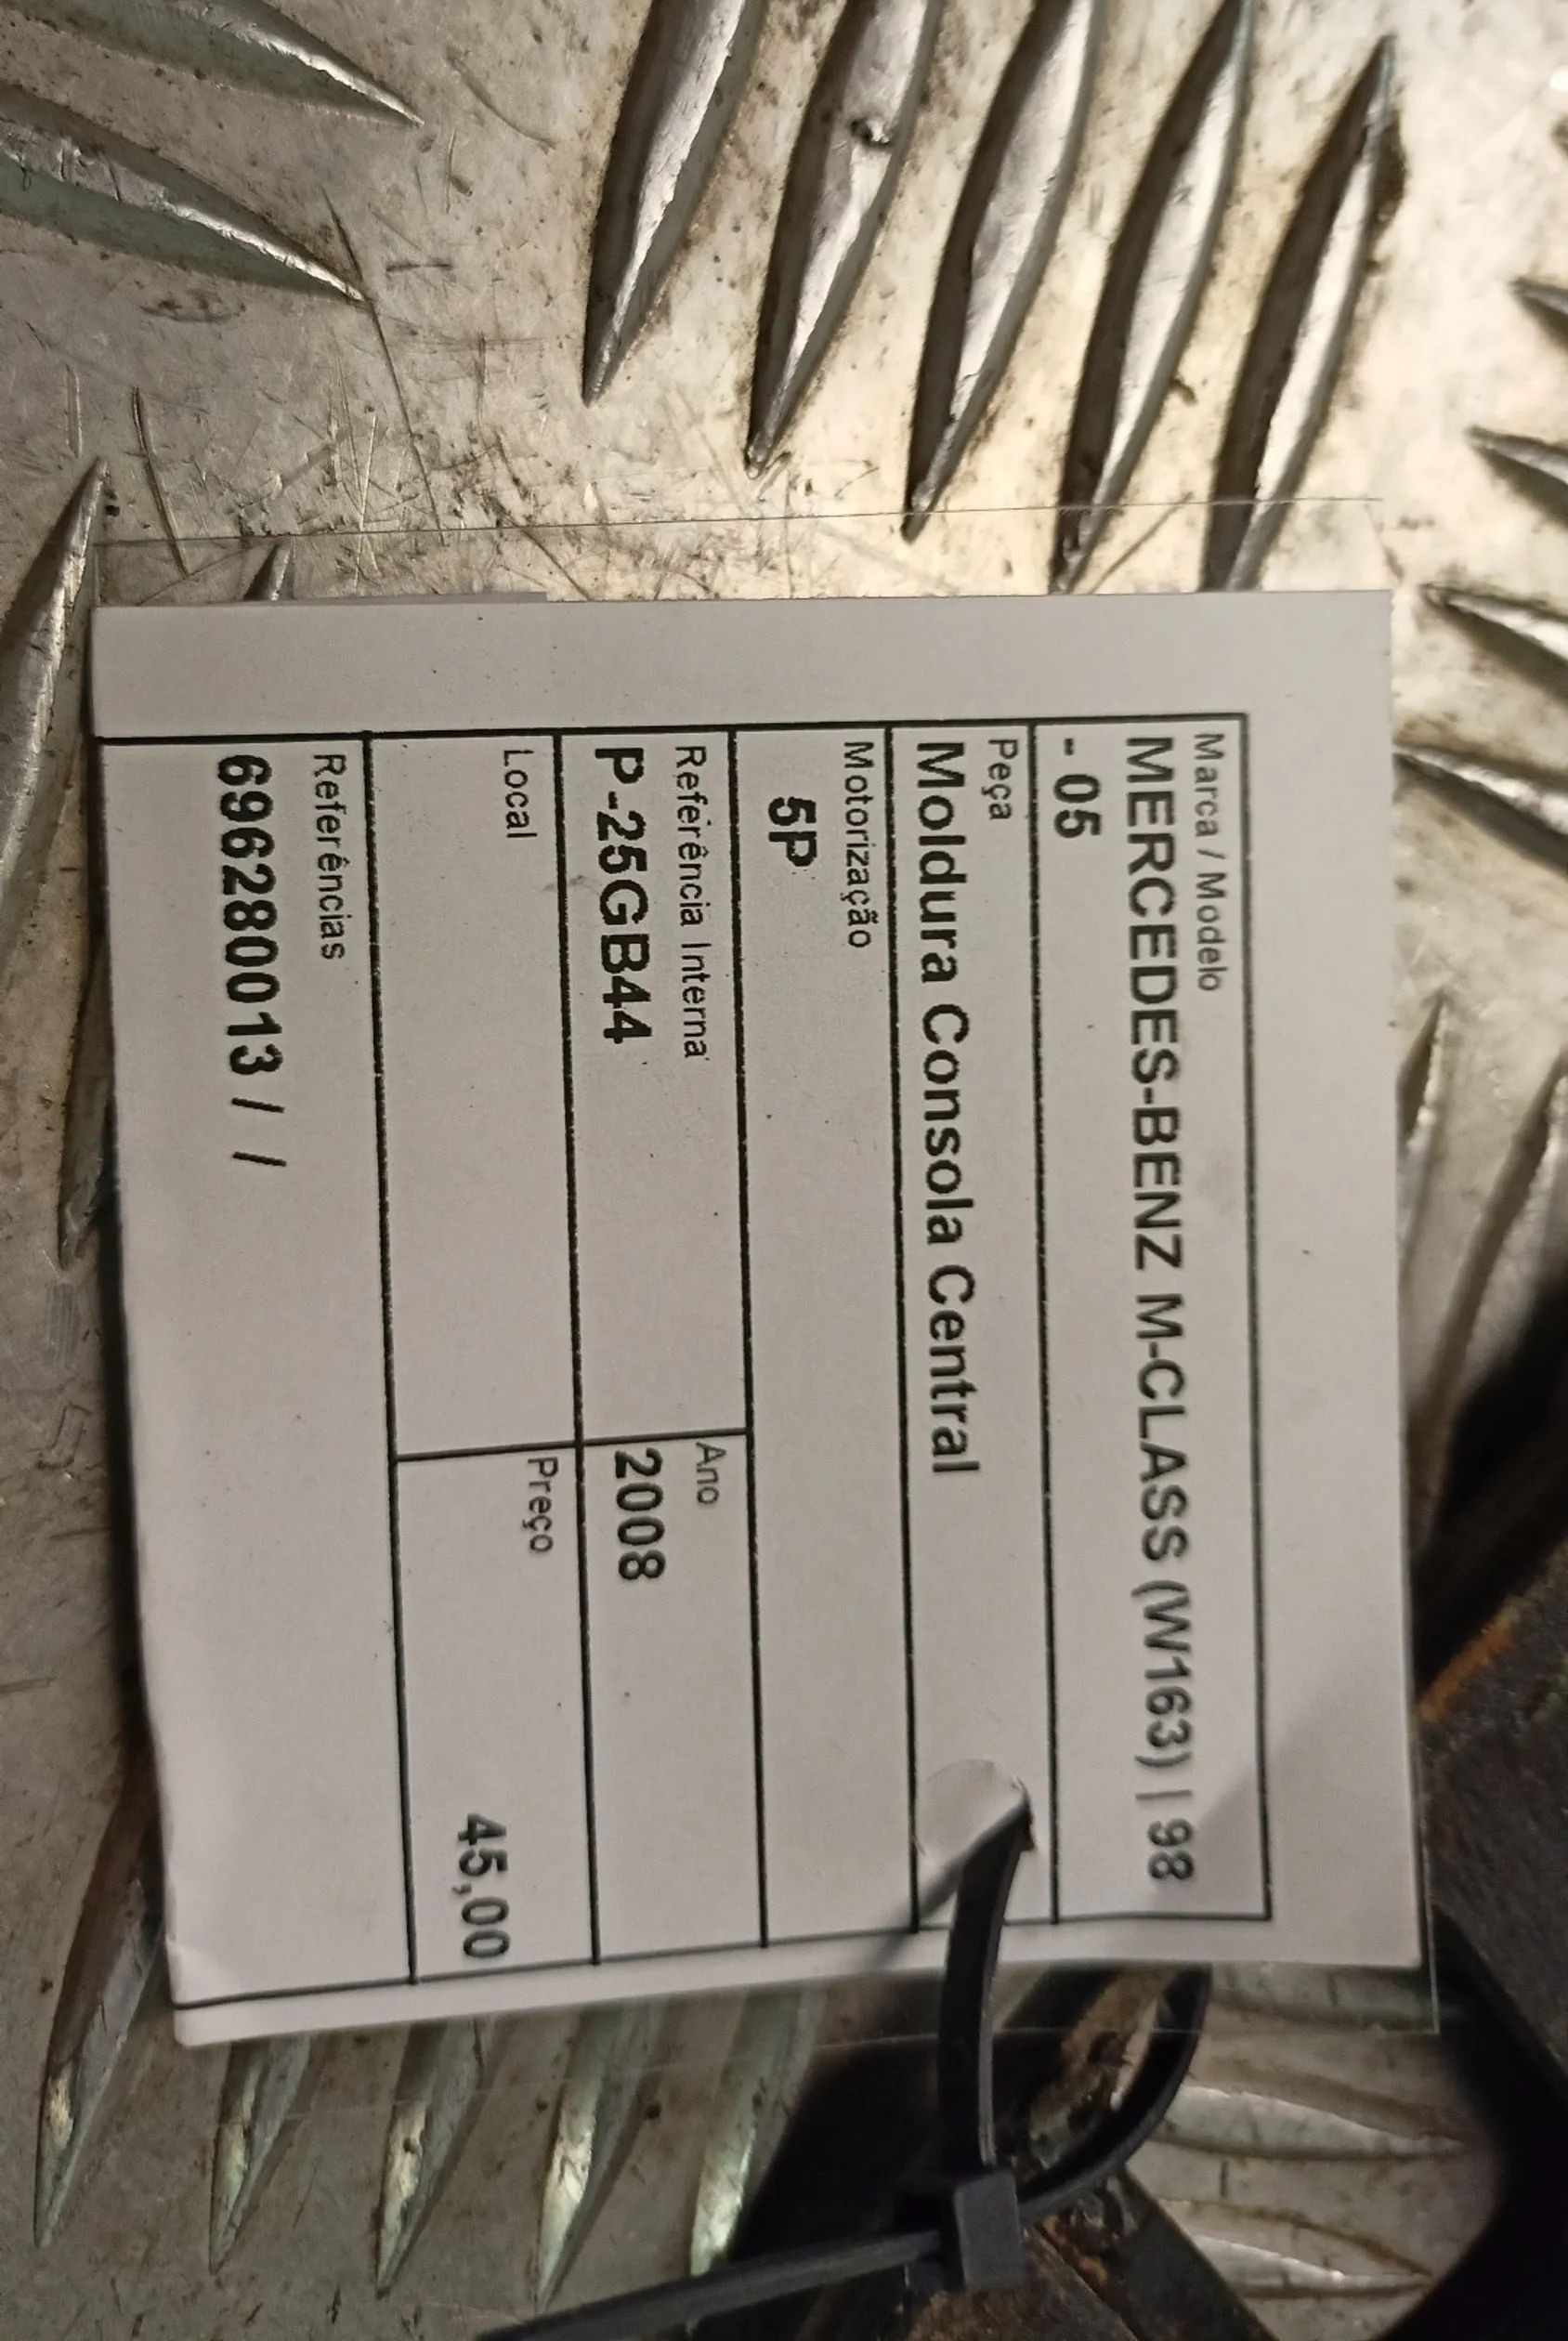 Marca / Modelo
MERCEDES-BENZ M-CLASS (W163) | 98
- 05
Peça
Moldura Consola Central
Motorização
5P
Referência Interna
P-25GB44
Ano
2008
Local
Preço
45,00
Referências
696280013 / /